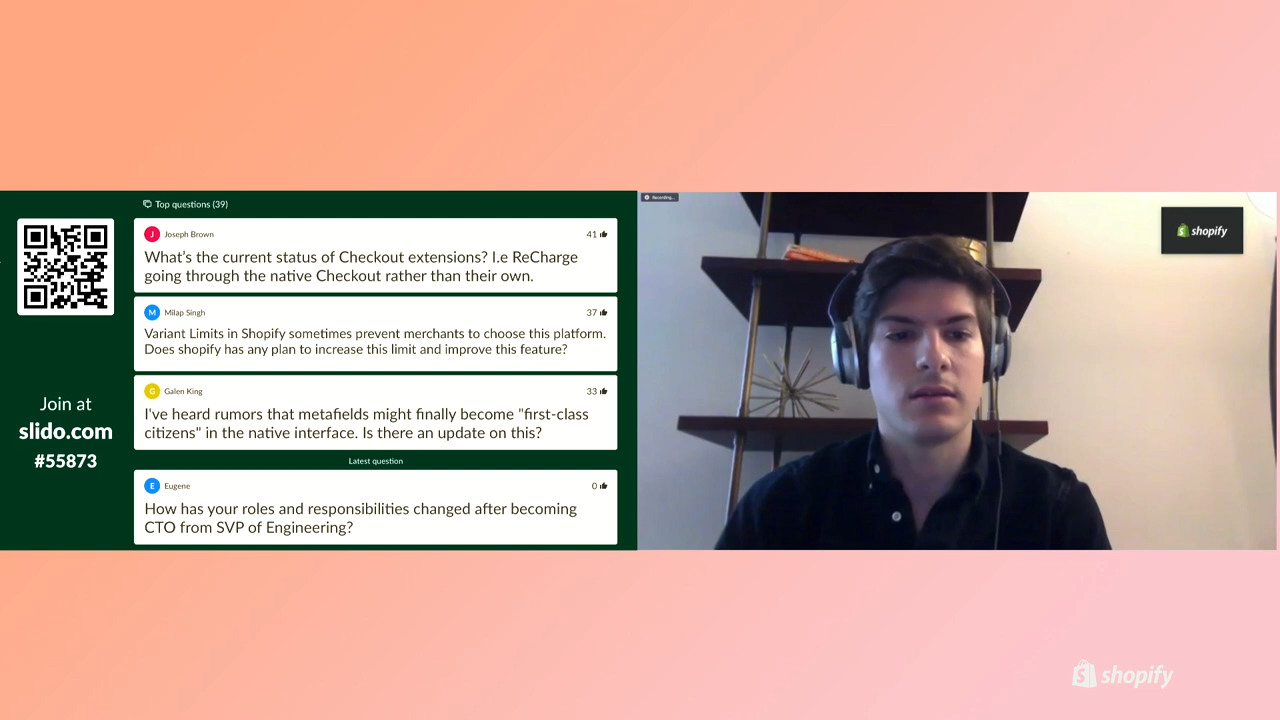 Top questions (39)
J Joseph Brown 41
What's the current status of Checkout extensions? I.e ReCharge
going through the native Checkout rather than their own.
M Milap Singh 37
Variant Limits in Shopify sometimes prevent merchants to choose this platform.
Does shopify has any plan to increase this limit and improve this feature?
G Galen King 33
I've heard rumors that metafields might finally become "first-class
citizens" in the native interface. Is there an update on this?
Latest question
E Eugene 0
How has your roles and responsibilities changed after becoming
CTO from SVP of Engineering?
Join at
slido.com
#55873
Recording...
shopify
shopify